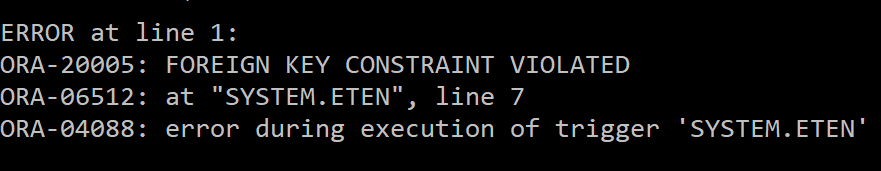 ERROR at line 1:
ORA-20005: FOREIGN KEY CONSTRAINT VIOLATED
ORA-06512: at "SYSTEM.ETEN", line 7
ORA-04088: error during execution of trigger 'SYSTEM.ETEN'